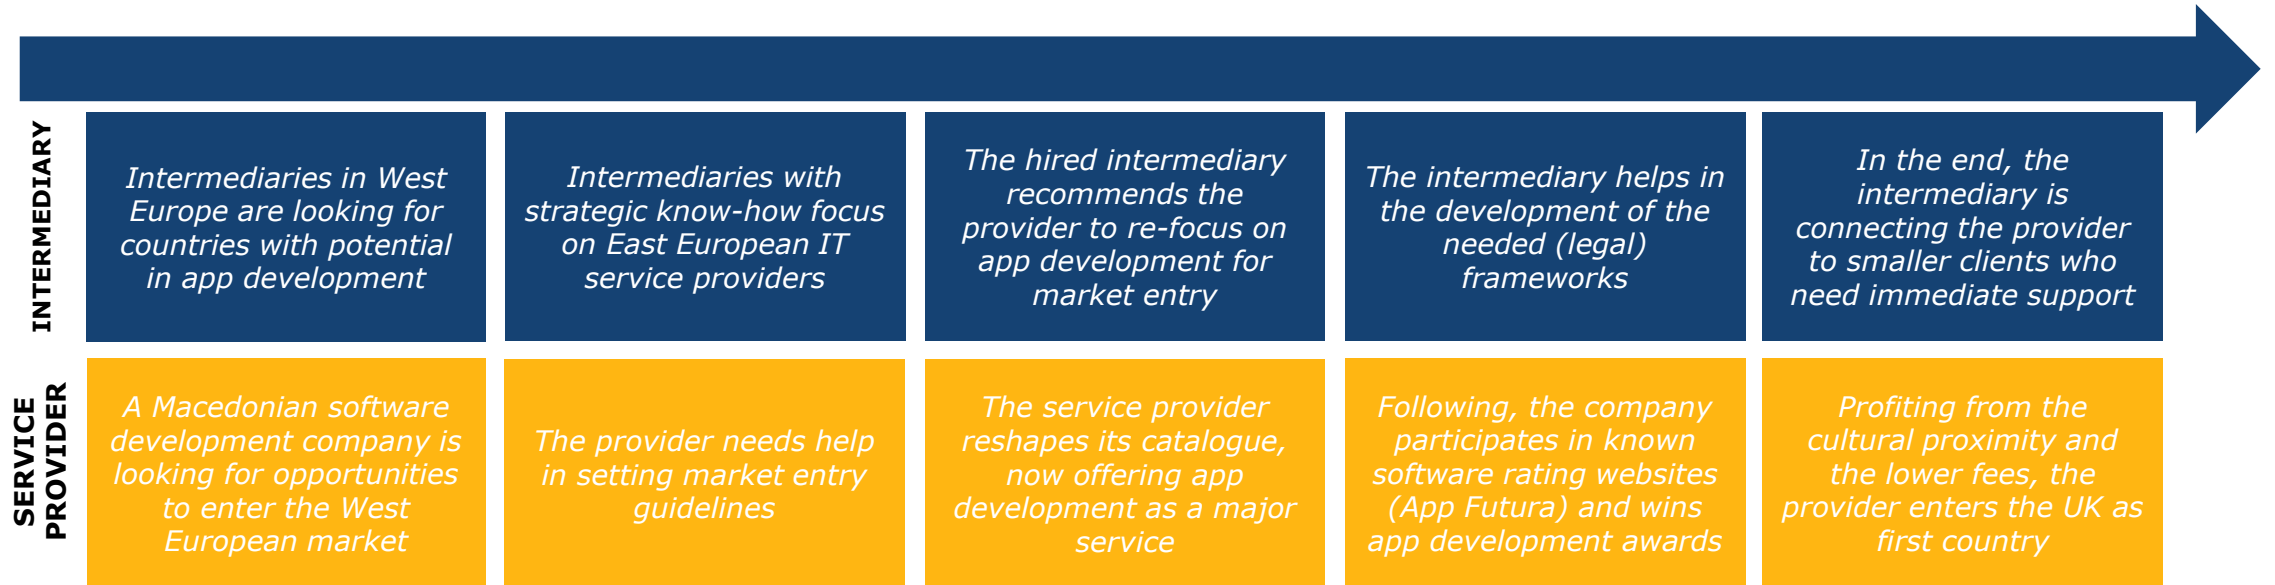 INTERMEDIARY
Intermediaries in West
Europe are looking for
countries with potential
in app development
Intermediaries with
strategic know-how focus
on East European IT
service providers
The hired intermediary
recommends the
provider to re-focus on
app development for
market entry
The intermediary helps in
the development of the
needed (legal)
frameworks
In the end, the
intermediary is
connecting the provider
to smaller clients who
need immediate support
SERVICE
PROVIDER
A Macedonian software
development company is
looking for opportunities
to enter the West
European market
The provider needs help
in setting market entry
guidelines
The service provider
reshapes its catalogue,
now offering app
development as a major
service
Following, the company
participates in known
software rating websites
(App Futura) and wins
app development awards
Profiting from the
cultural proximity and
the lower fees, the
provider enters the UK as
first country